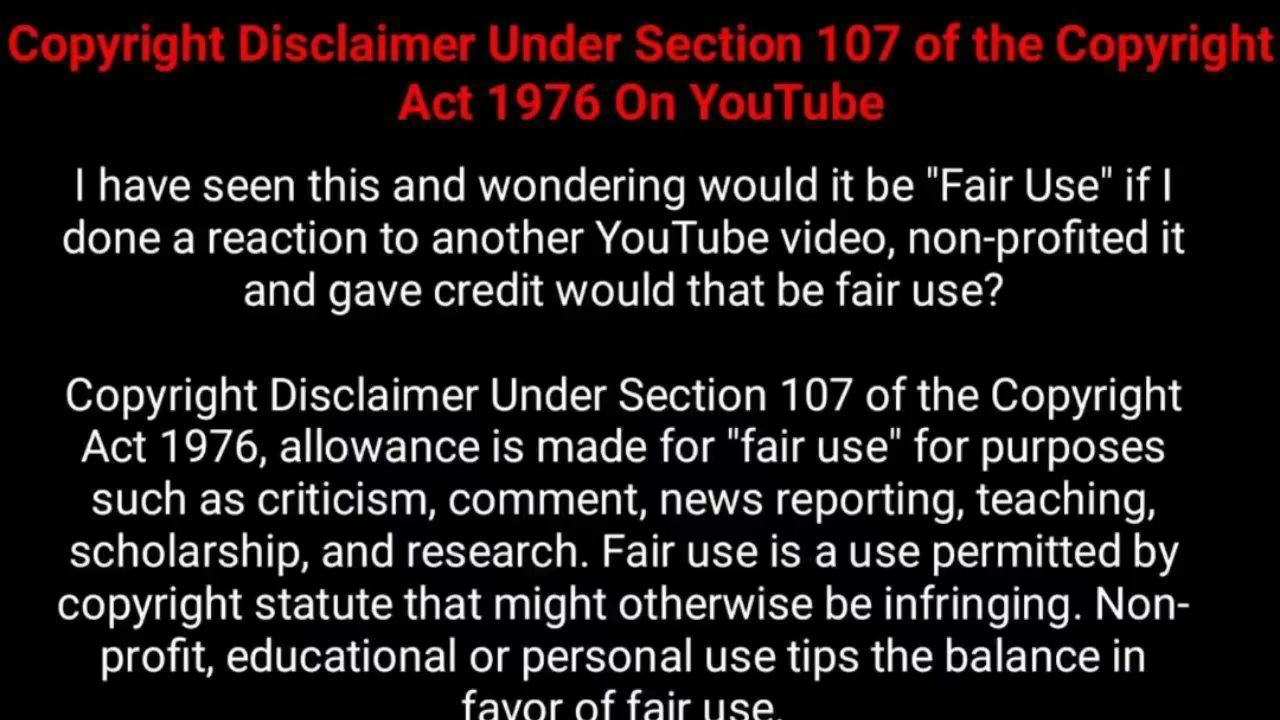 Copyright Disclaimer Under Section 107 of the Copyright
Act 1976 On YouTube
I have seen this and wondering would it be "Fair Use" if I
done a reaction to another YouTube video, non-profited it
and gave credit would that be fair use?
Copyright Disclaimer Under Section 107 of the Copyright
Act 1976, allowance is made for "fair use" for purposes
such as criticism, comment, news reporting, teaching,
scholarship, and research. Fair use is a use permitted by
copyright statute that might otherwise be infringing. Non-
profit, educational or personal use tips the balance in
favor of fair use.